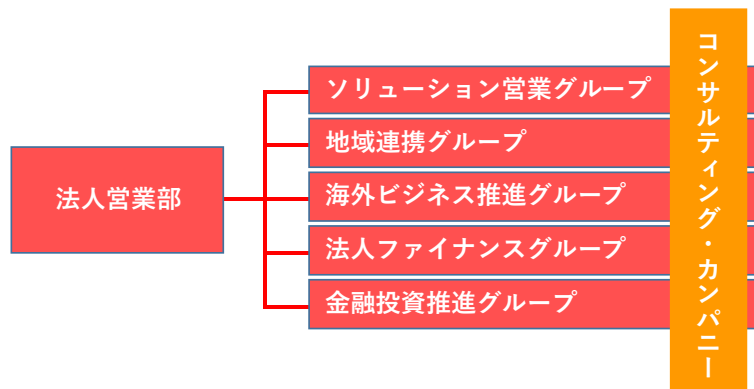 法人営業部
ソリューション営業グループ
地域連携グループ
海外ビジネス推進グループ
法人ファイナンスグループ
金融投資推進グループ
コンサルティング・カンパニー